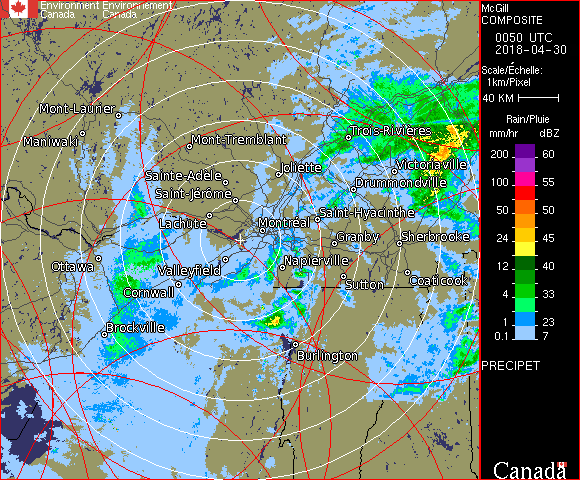 Environment Environnement
Canada Canada
McGill
COMPOSITE
0050 UTC
2018-04-30
Scale/Échelle:
1km/Pixel
40 KM
Rain/Pluie
mm/hr dBZ
200 60
100 55
50 50
24 45
12 40
4 33
1 23
0.1 7
PRECIPET
Canada
Mont-Laurier
Maniwaki
Mont-Tremblant
Trois-Rivières
Joliette
Victoriaville
Sainte-Adèle
Drummondville
Saint-Jérôme
Saint-Hyacinthe
Lachute
Montréal
Granby
Sherbrooke
Ottawa
Valleyfield
Napierville
Coaticook
Sutton
Cornwall
Brockville
Burlington